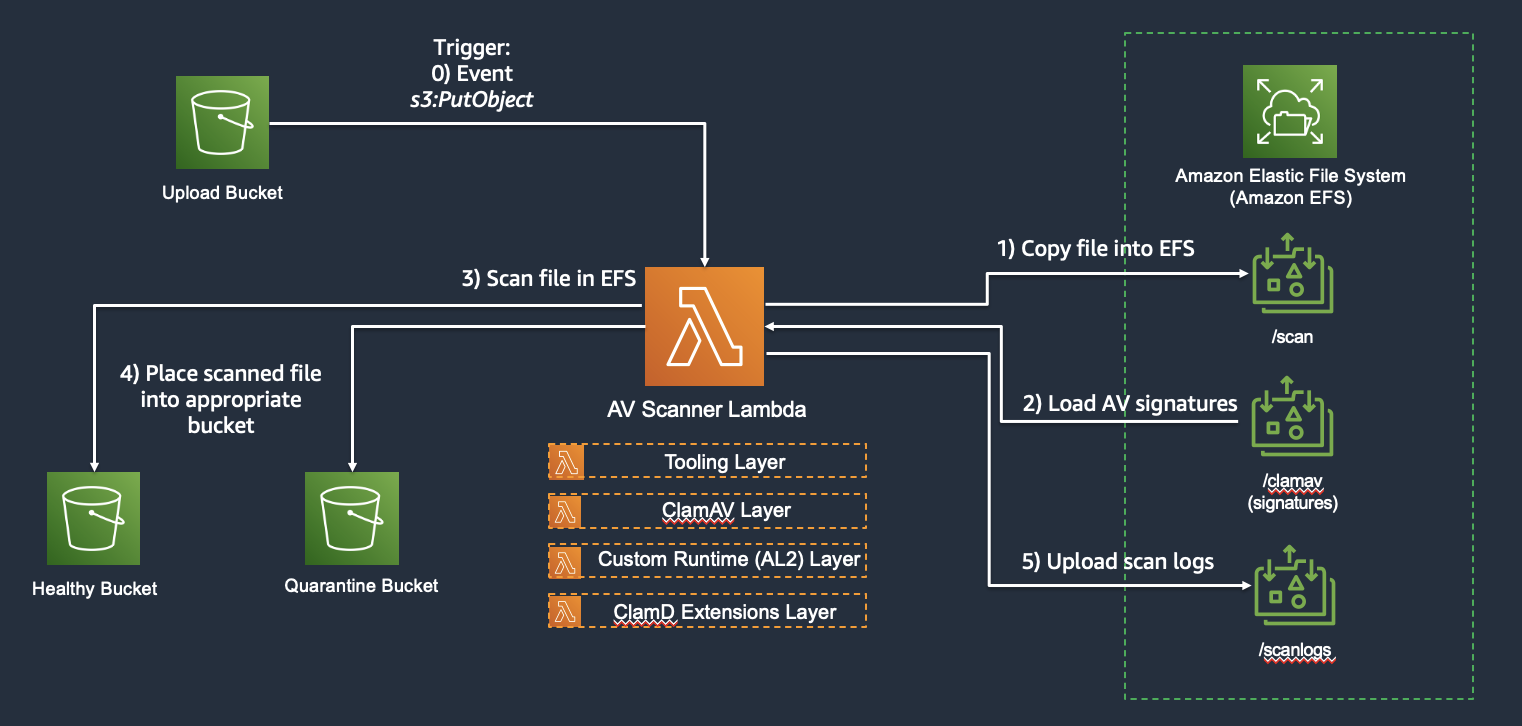 Trigger:
0) Event
s3:PutObject
Upload Bucket
Amazon Elastic File System
(Amazon EFS)
1) Copy file into EFS
3) Scan file in EFS
/scan
4) Place scanned file
into appropriate
bucket
AV Scanner Lambda
2) Load AV signatures
Tooling Layer
/clamav
(signatures)
ClamAV Layer
Custom Runtime (AL2) Layer
5) Upload scan logs
Healthy Bucket
Quarantine Bucket
ClamD Extensions Layer
/scanlogs